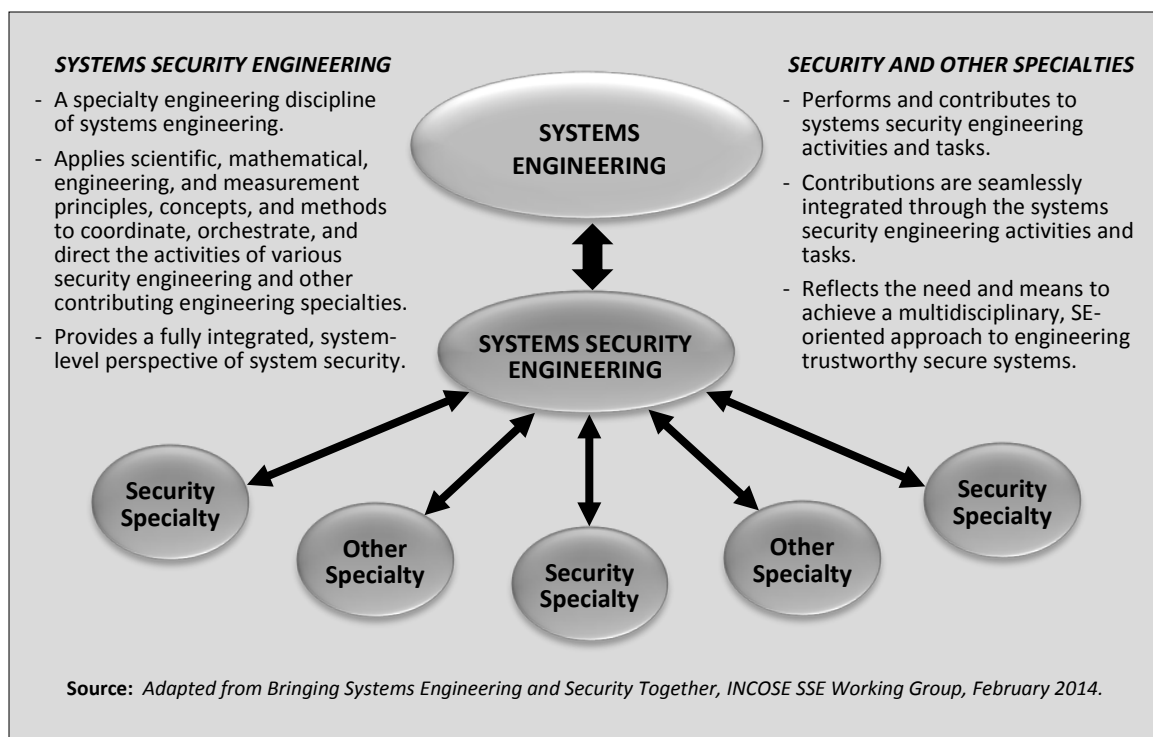 SYSTEMS SECURITY ENGINEERING
- A specialty engineering discipline
of systems engineering.
- Applies scientific, mathematical,
engineering, and measurement
principles, concepts, and methods
to coordinate, orchestrate, and
direct the activities of various
security engineering and other
contributing engineering specialties.
- Provides a fully integrated, system-
level perspective of system security.
SYSTEMS
ENGINEERING
SYSTEMS SECURITY
ENGINEERING
SECURITY AND OTHER SPECIALTIES
- Performs and contributes to
systems security engineering
activities and tasks.
- Contributions are seamlessly
integrated through the systems
security engineering activities and
tasks.
- Reflects the need and means to
achieve a multidisciplinary, SE-
oriented approach to engineering
trustworthy secure systems.
Security
Specialty
Other
Specialty
Security
Specialty
Other
Specialty
Security
Specialty
Source: Adapted from Bringing Systems Engineering and Security Together, INCOSE SSE Working Group, February 2014.